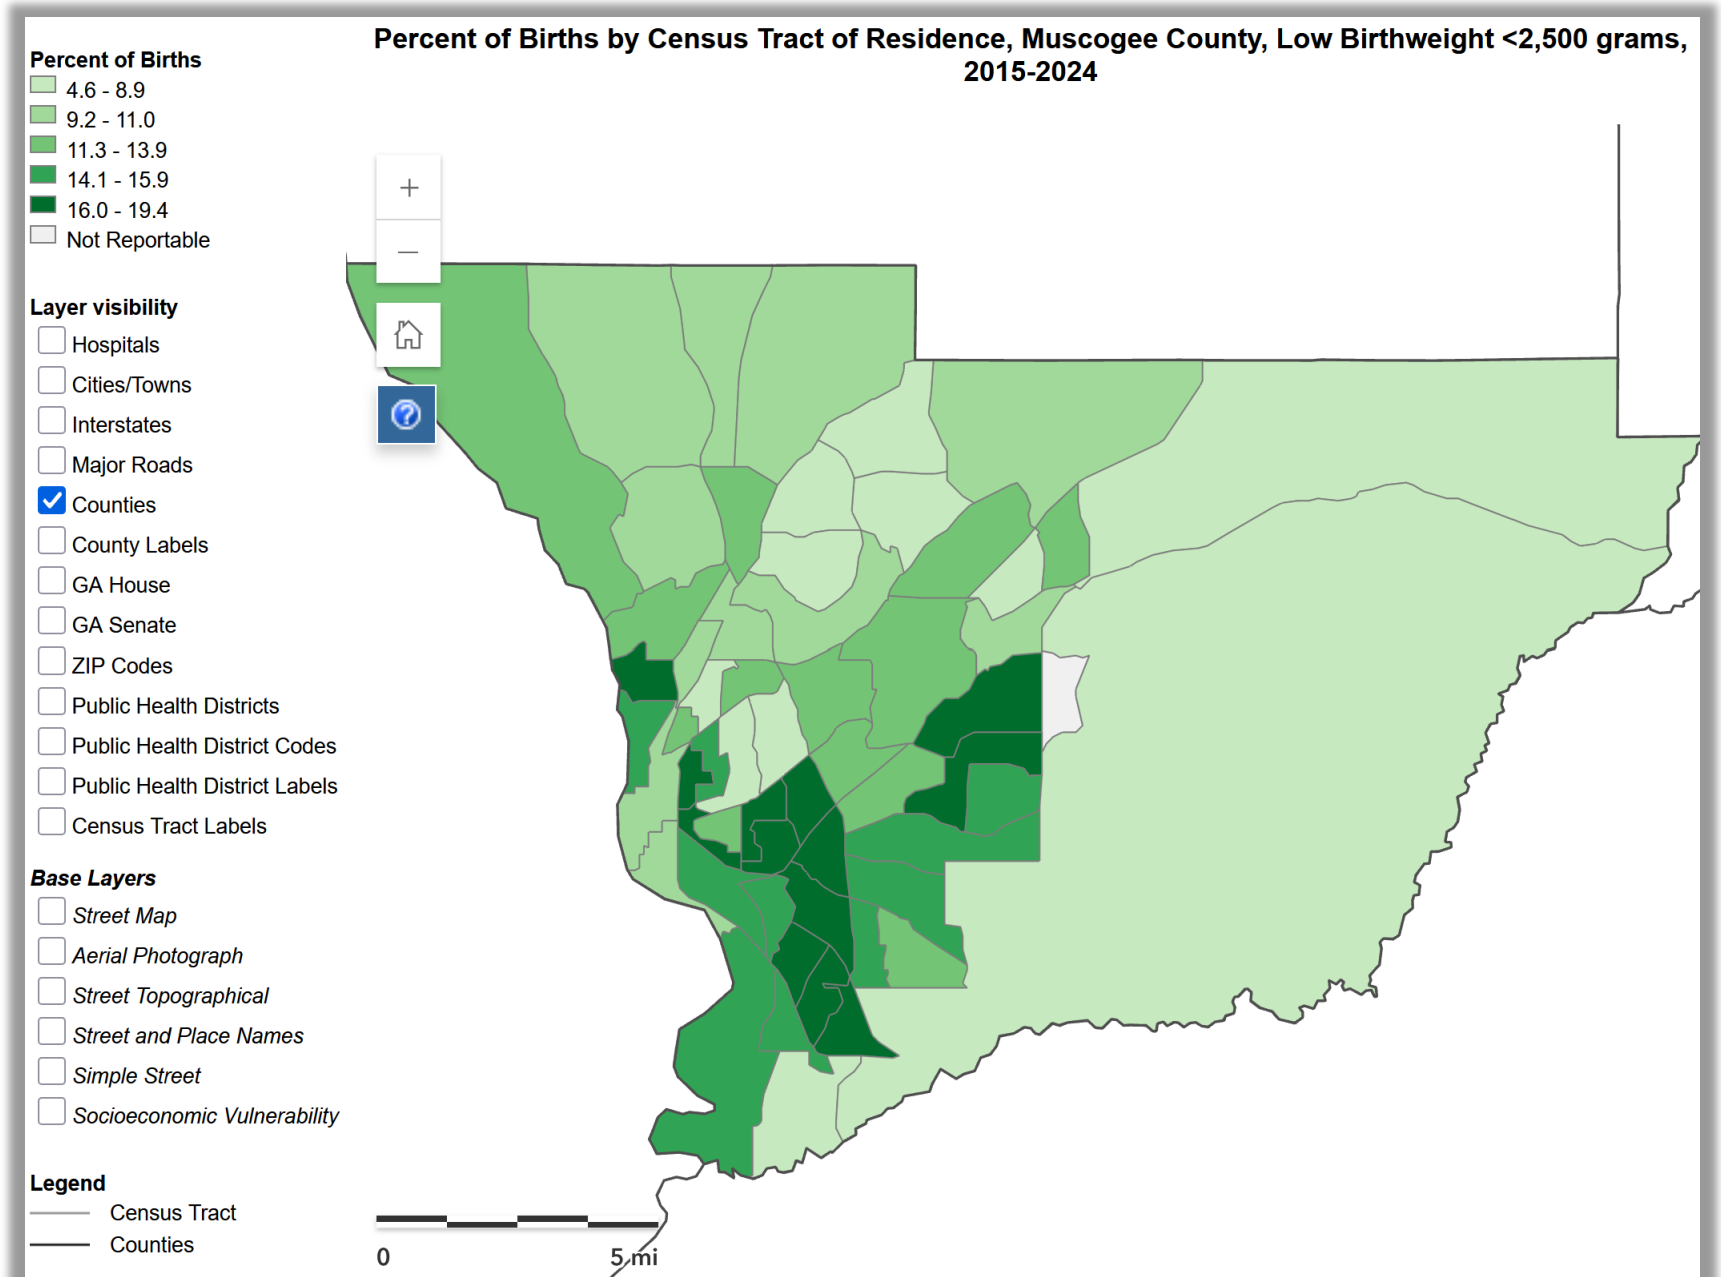 Percent of Births by Census Tract of Residence, Muscogee County, Low Birthweight <2,500 grams,
2015-2024
Percent of Births
4.6 - 8.9
9.2 - 11.0
11.3 - 13.9
14.1 - 15.9
16.0 - 19.4
Not Reportable
Layer visibility
Hospitals
Cities/Towns
Interstates
Major Roads
Counties
County Labels
GA House
GA Senate
ZIP Codes
Public Health Districts
Public Health District Codes
Public Health District Labels
Census Tract Labels
Base Layers
Street Map
Aerial Photograph
Street Topographical
Street and Place Names
Simple Street
Socioeconomic Vulnerability
Legend
Census Tract
Counties
+
−
?
0 5 mi